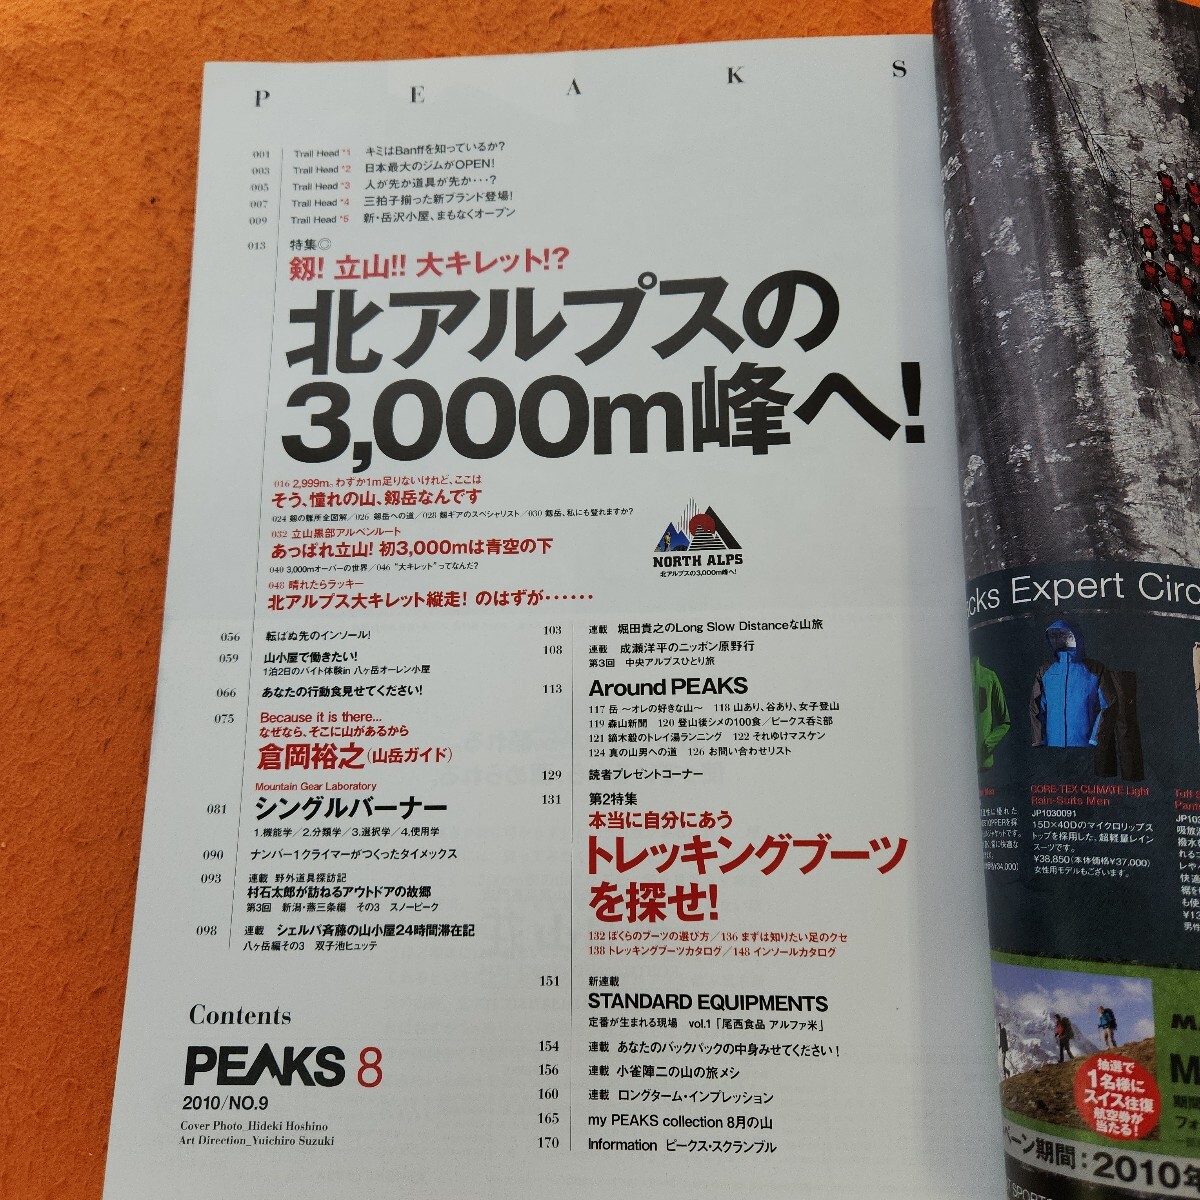 P E A K S
001 Trail Head *1 キミはBanffを知っているか?
003 Trail Head *2 日本最大のジムがOPEN!
005 Trail Head *3 人が先か道具が先か・・・?
007 Trail Head *4 三拍子揃った新ブランド登場!
009 Trail Head *5 新・岳沢小屋、まもなくオープン
013 特集◎
剱! 立山!! 大キレット!?
北アルプスの
3,000m峰へ!
016 2,999m。わずか1m足りないけれど、ここは
そう、憧れの山、剱岳なんです
024 剱の難所全図解/026 剱岳への道/028 剱ギアのスペシャリスト/030 剱岳、私にも登れますか?
032 立山黒部アルペンルート
あっぱれ立山! 初3,000mは青空の下
040 3,000mオーバーの世界/046 “大キレット”ってなんだ?
048 晴れたらラッキー
北アルプス大キレット縦走! のはずが・・・・・・
NORTH ALPS
北アルプスの3,000m峰へ!
056 転ばぬ先のインソール!
059 山小屋で働きたい!
1泊2日のバイト体験in 八ヶ岳オーレン小屋
066 あなたの行動食見せてください!
075 Because it is there...
なぜなら、そこに山があるから
倉岡裕之(山岳ガイド)
Mountain Gear Laboratory
081 シングルバーナー
1.機能学/2.分類学/3.選択学/4.使用学
090 ナンバー1クライマーがつくったタイメックス
093 連載 野外道具探訪記
村石太郎が訪ねるアウトドアの故郷
第3回 新潟・燕三条編 その3 スノーピーク
098 連載 シェルパ斉藤の山小屋24時間滞在記
八ヶ岳編その3 双子池ヒュッテ
103 連載 堀田貴之のLong Slow Distanceな山旅
108 連載 成瀬洋平のニッポン原野行
第3回 中央アルプスひとり旅
113 Around PEAKS
117 岳 〜オレの好きな山〜 118 山あり、谷あり、女子登山
119 森山新聞 120 登山後シメの100食/ピークス呑ミ部
121 鏑木毅のトレイ湯ランニング 122 それゆけマスケン
124 真の山男への道 126 お問い合わせリスト
129 読者プレゼントコーナー
131 第2特集
本当に自分にあう
トレッキングブーツ
を探せ!
132 ぼくらのブーツの選び方/136 まずは知りたい足のクセ
138 トレッキングブーツカタログ/148 インソールカタログ
151 新連載
STANDARD EQUIPMENTS
定番が生まれる現場 vol.1「尾西食品 アルファ米」
154 連載 あなたのバックパックの中身みせてください!
156 連載 小雀陣二の山の旅メシ
160 連載 ロングターム・インプレッション
165 my PEAKS collection 8月の山
170 Information ピークス・スクランブル
Contents
PEAKS 8
2010/NO.9
Cover Photo_Hideki Hoshino
Art Direction_Yuichiro Suzuki
cks Expert Circ
GORE-TEX CLIMATE Light
Rain-Suits Men
JP1030091
15D×40Dのマイクロリップス
トップを採用した、超軽量レイン
スーツです。
¥38,850(本体価格¥37,000)
女性用モデルもございます。
抽選で
1名様に
スイス往復
航空券が
当たる!
ーン期間:2010年